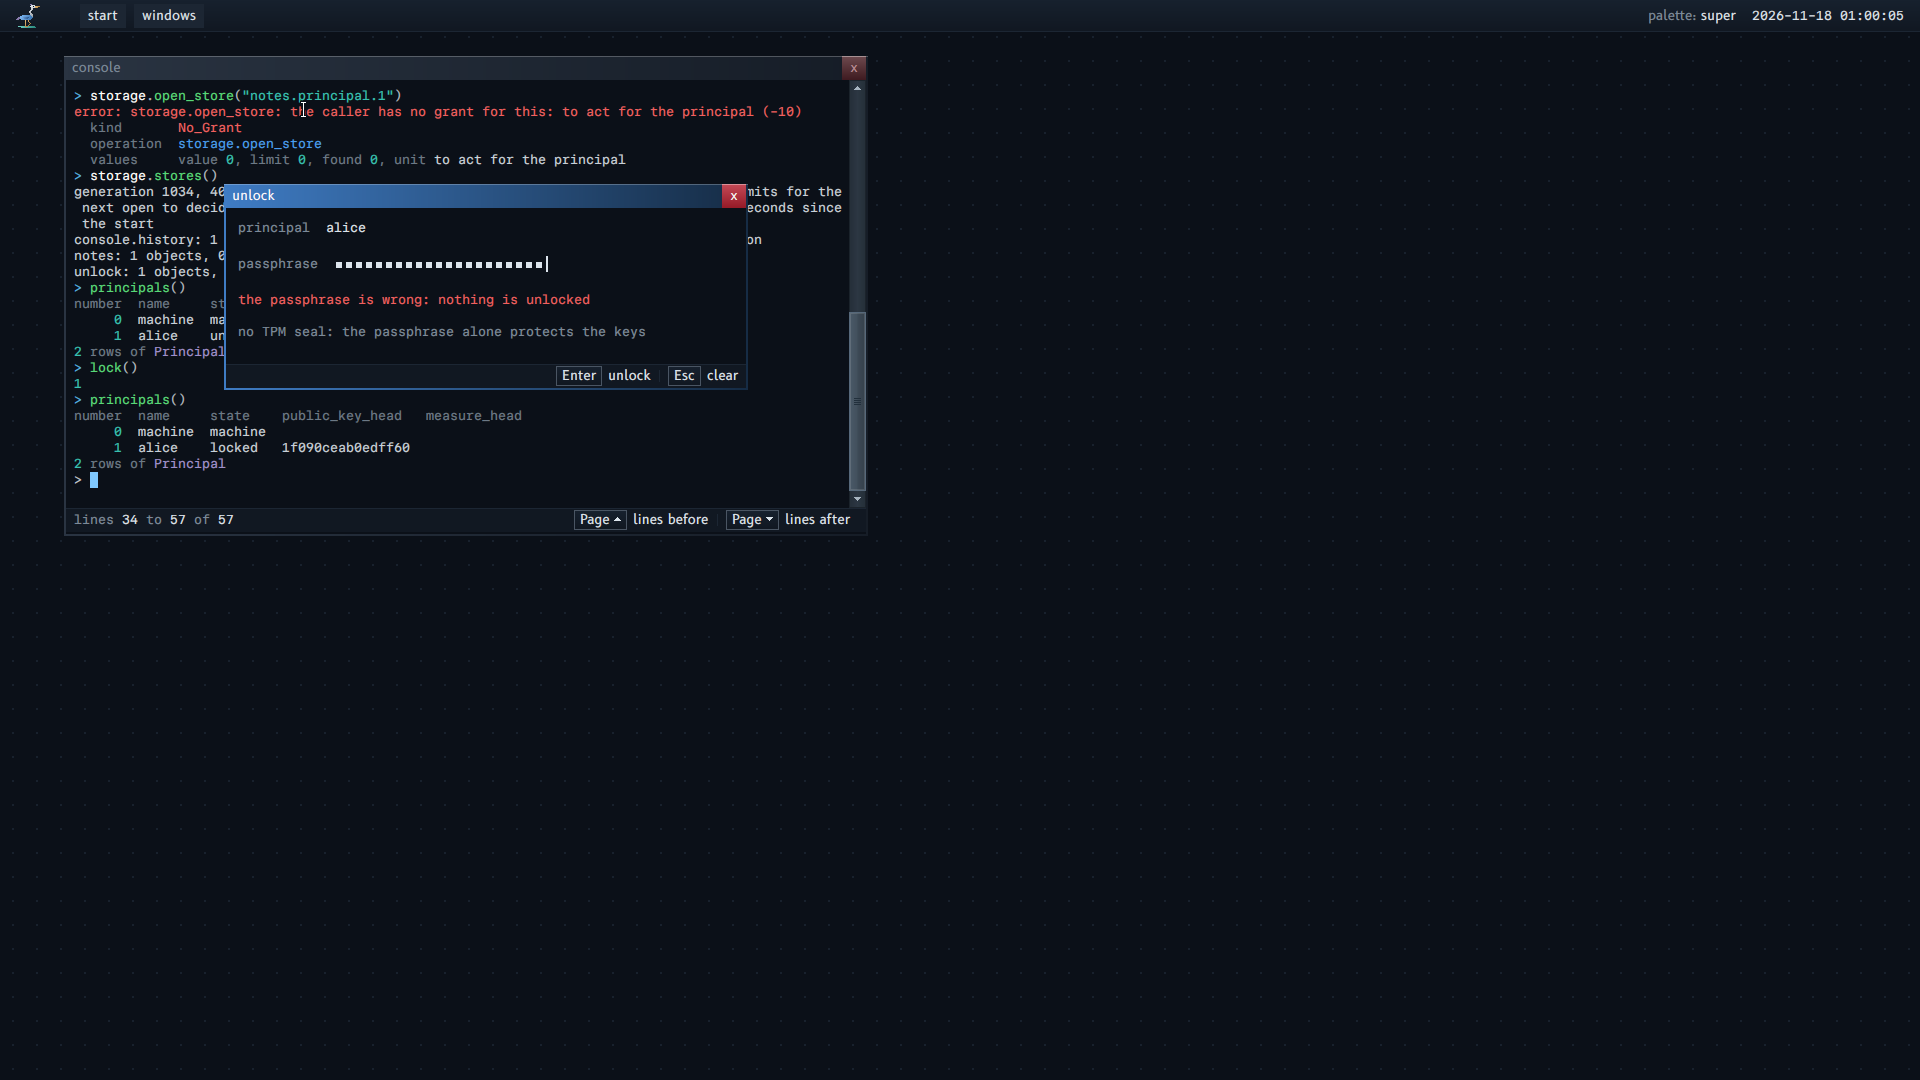 start windows palette: super 2026-11-18 01:00:05
console x
> storage.open_store("notes.principal.1")
error: storage.open_store: the caller has no grant for this: to act for the principal (-10)
kind No_Grant
operation storage.open_store
values value 0, limit 0, found 0, unit to act for the principal
> storage.stores()
generation 1034, 40 mits for the
next open to decid econds since
the start
console.history: 1 on
notes: 1 objects, 0
unlock: 1 objects,
> principals()
number name st
0 machine ma
1 alice un
2 rows of Principal
> lock()
1
> principals()
number name state public_key_head measure_head
0 machine machine
1 alice locked 1f090ceab0edff60
2 rows of Principal
>
lines 34 to 57 of 57 Page lines before Page lines after
unlock x
principal alice
passphrase
the passphrase is wrong: nothing is unlocked
no TPM seal: the passphrase alone protects the keys
Enter unlock Esc clear